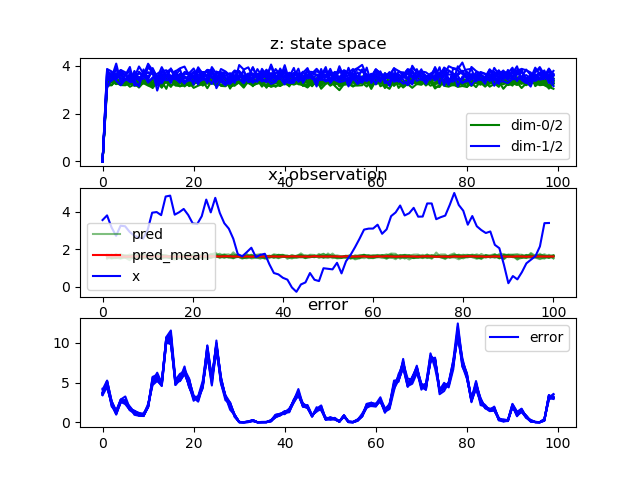 z: state space
4
2
0
dim-0/2
dim-1/2
0 20 40 60 80 100
x: observation
4
2
0
pred
pred_mean
x
0 20 40 60 80 100
error
10
5
0
error
0 20 40 60 80 100